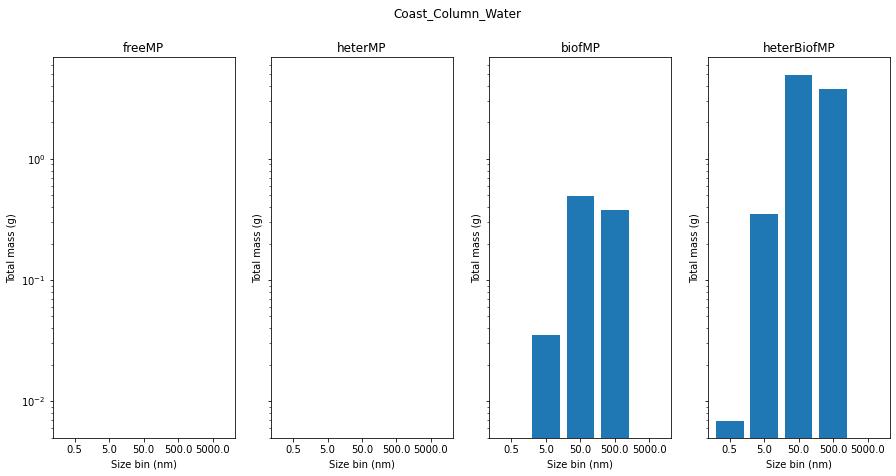 Coast_Column_Water
freeMP
heterMP
biofMP
heterBiofMP
Total mass (g)
10^0
10^-1
10^-2
0.5 5.0 50.0 500.0 5000.0
Size bin (nm)
Total mass (g)
0.5 5.0 50.0 500.0 5000.0
Size bin (nm)
Total mass (g)
0.5 5.0 50.0 500.0 5000.0
Size bin (nm)
Total mass (g)
0.5 5.0 50.0 500.0 5000.0
Size bin (nm)